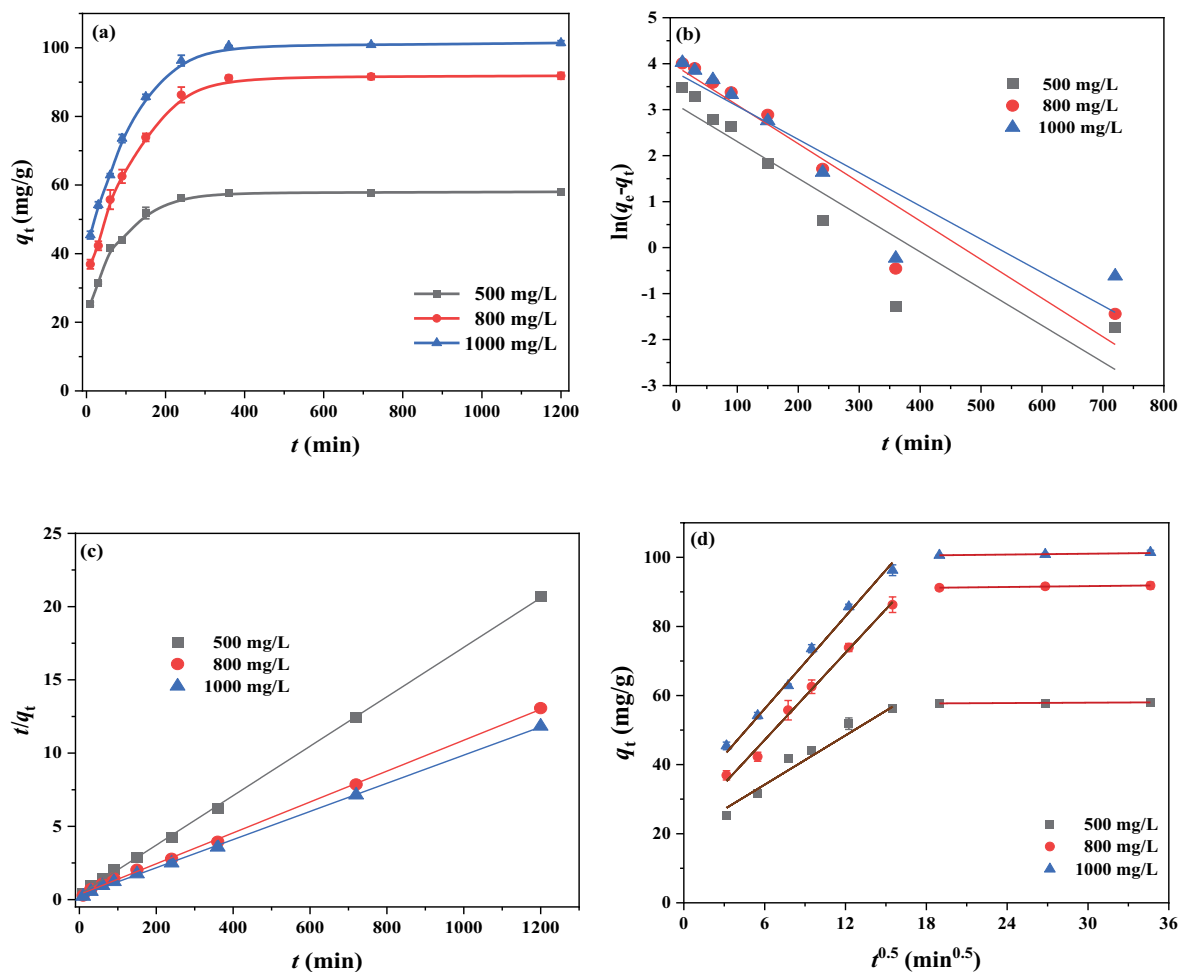 (a)
120
100
80
60
40
20
0
q_t (mg/g)
500 mg/L
800 mg/L
1000 mg/L
0 200 400 600 800 1000 1200
t (min)
(b)
5
4
3
2
1
0
-1
-2
-3
ln(q_e-q_t)
500 mg/L
800 mg/L
1000 mg/L
0 100 200 300 400 500 600 700 800
t (min)
(c)
25
20
15
10
5
0
t/q_t
500 mg/L
800 mg/L
1000 mg/L
0 200 400 600 800 1000 1200
t (min)
(d)
100
80
60
40
20
0
q_t (mg/g)
500 mg/L
800 mg/L
1000 mg/L
0 6 12 18 24 30 36
t^0.5 (min^0.5)